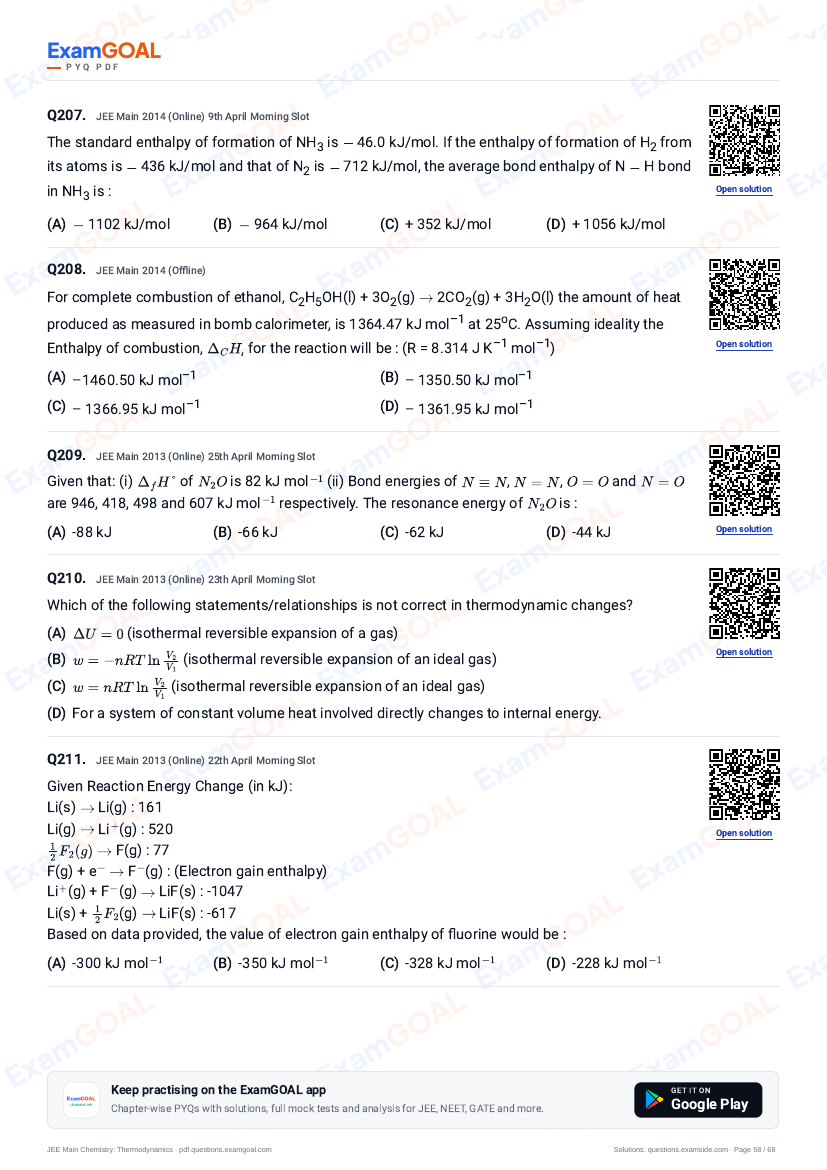 ExamGOAL
PYQ PDF
Q207. JEE Main 2014 (Online) 9th April Morning Slot
The standard enthalpy of formation of NH₃ is − 46.0 kJ/mol. If the enthalpy of formation of H₂ from
its atoms is − 436 kJ/mol and that of N₂ is − 712 kJ/mol, the average bond enthalpy of N − H bond
in NH₃ is :
Open solution
(A) − 1102 kJ/mol (B) − 964 kJ/mol (C) + 352 kJ/mol (D) + 1056 kJ/mol
Q208. JEE Main 2014 (Offline)
For complete combustion of ethanol, C₂H₅OH(l) + 3O₂(g) → 2CO₂(g) + 3H₂O(l) the amount of heat
produced as measured in bomb calorimeter, is 1364.47 kJ mol⁻¹ at 25ºC. Assuming ideality the
Enthalpy of combustion, Δ_CH, for the reaction will be : (R = 8.314 J K⁻¹ mol⁻¹)
Open solution
(A) −1460.50 kJ mol⁻¹ (B) − 1350.50 kJ mol⁻¹
(C) − 1366.95 kJ mol⁻¹ (D) − 1361.95 kJ mol⁻¹
Q209. JEE Main 2013 (Online) 25th April Morning Slot
Given that: (i) Δ_fH° of N₂O is 82 kJ mol⁻¹ (ii) Bond energies of N ≡ N, N = N, O = O and N = O
are 946, 418, 498 and 607 kJ mol⁻¹ respectively. The resonance energy of N₂O is :
Open solution
(A) -88 kJ (B) -66 kJ (C) -62 kJ (D) -44 kJ
Q210. JEE Main 2013 (Online) 23th April Morning Slot
Which of the following statements/relationships is not correct in thermodynamic changes?
(A) ΔU = 0 (isothermal reversible expansion of a gas)
Open solution
(B) w = −nRT ln V₂/V₁ (isothermal reversible expansion of an ideal gas)
(C) w = nRT ln V₂/V₁ (isothermal reversible expansion of an ideal gas)
(D) For a system of constant volume heat involved directly changes to internal energy.
Q211. JEE Main 2013 (Online) 22th April Morning Slot
Given Reaction Energy Change (in kJ):
Li(s) → Li(g) : 161
Li(g) → Li⁺(g) : 520
Open solution
1/2 F₂(g) → F(g) : 77
F(g) + e⁻ → F⁻(g) : (Electron gain enthalpy)
Li⁺(g) + F⁻(g) → LiF(s) : -1047
Li(s) + 1/2 F₂(g) → LiF(s) : -617
Based on data provided, the value of electron gain enthalpy of fluorine would be :
(A) -300 kJ mol⁻¹ (B) -350 kJ mol⁻¹ (C) -328 kJ mol⁻¹ (D) -228 kJ mol⁻¹
Keep practising on the ExamGOAL app
Chapter-wise PYQs with solutions, full mock tests and analysis for JEE, NEET, GATE and more.
GET IT ON
Google Play
JEE Main Chemistry: Thermodynamics · pdf.questions.examgoal.com
Solutions: questions.examside.com · Page 58 / 68